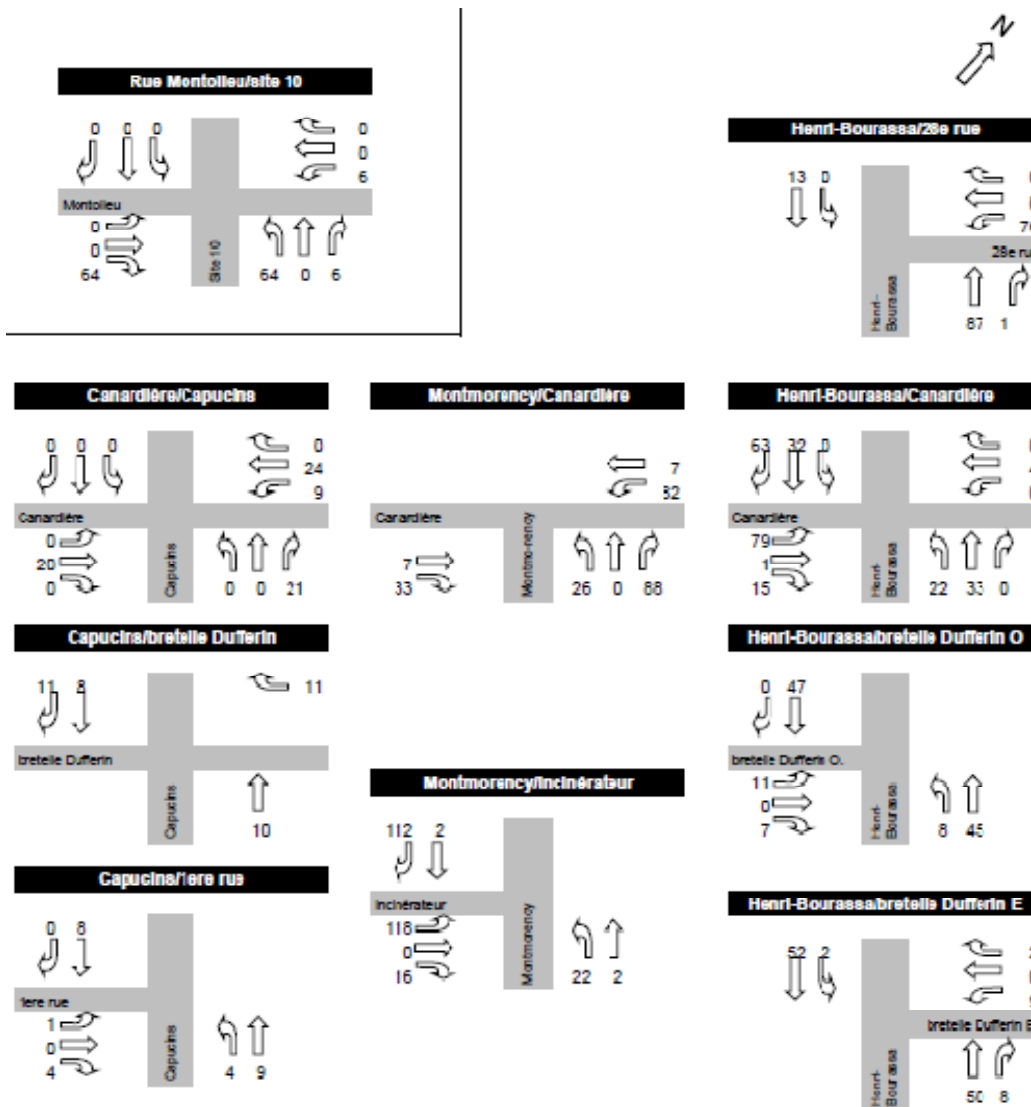 N
Rue Montolieu/site 10
0 0 0
0
0
6
Montolieu
0
0
64
Site 10
64 0 6
Henri-Bourassa/28e rue
13 0
28e ru
Henri-
Bourassa
87 1
Canardière/Capucins
0 0 0
0
24
9
Canardière
0
20
0
Capucins
0 0 21
Montmorency/Canardière
7
Canardière
7
33
Montmo-rency
26 0 88
Henri-Bourassa/Canardière
63 32 0
Canardière
79
1
15
Henri-
Bourassa
22 33 0
Capucins/bretelle Dufferin
11 8
11
bretelle Dufferin
Capucins
10
Henri-Bourassa/bretelle Dufferin O
0 47
bretelle Dufferin O.
11
0
7
Henri-
Bourassa
8 45
Montmorency/Incinérateur
112 2
Incinérateur
118
0
16
Montmorency
22 2
Capucins/1ere rue
0 8
1ere rue
1
0
4
Capucins
4 9
Henri-Bourassa/bretelle Dufferin E
52 2
bretelle Dufferin E
Henri-
Bourassa
50 8